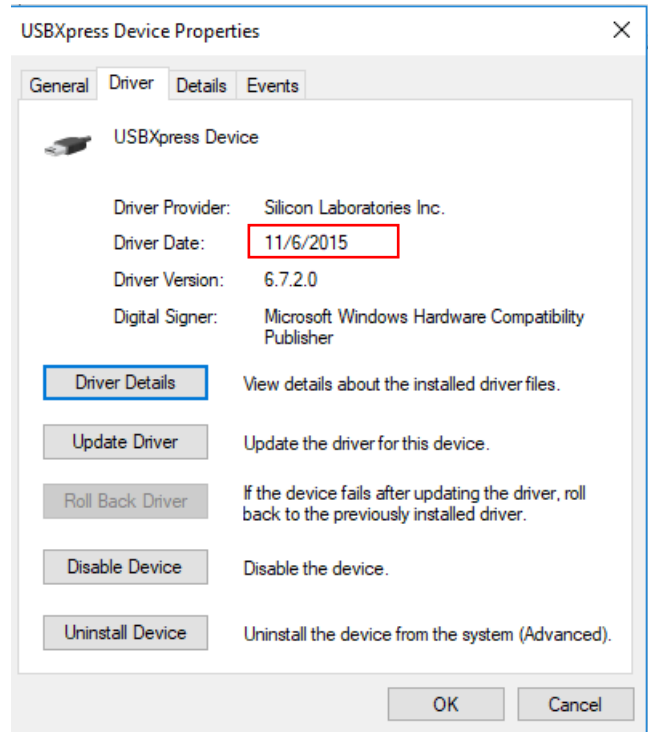 USBXpress Device Properties
General Driver Details Events
USBXpress Device
Driver Provider: Silicon Laboratories Inc.
Driver Date: 11/6/2015
Driver Version: 6.7.2.0
Digital Signer: Microsoft Windows Hardware Compatibility
Publisher
Driver Details View details about the installed driver files.
Update Driver Update the driver for this device.
Roll Back Driver If the device fails after updating the driver, roll
back to the previously installed driver.
Disable Device Disable the device.
Uninstall Device Uninstall the device from the system (Advanced).
OK Cancel